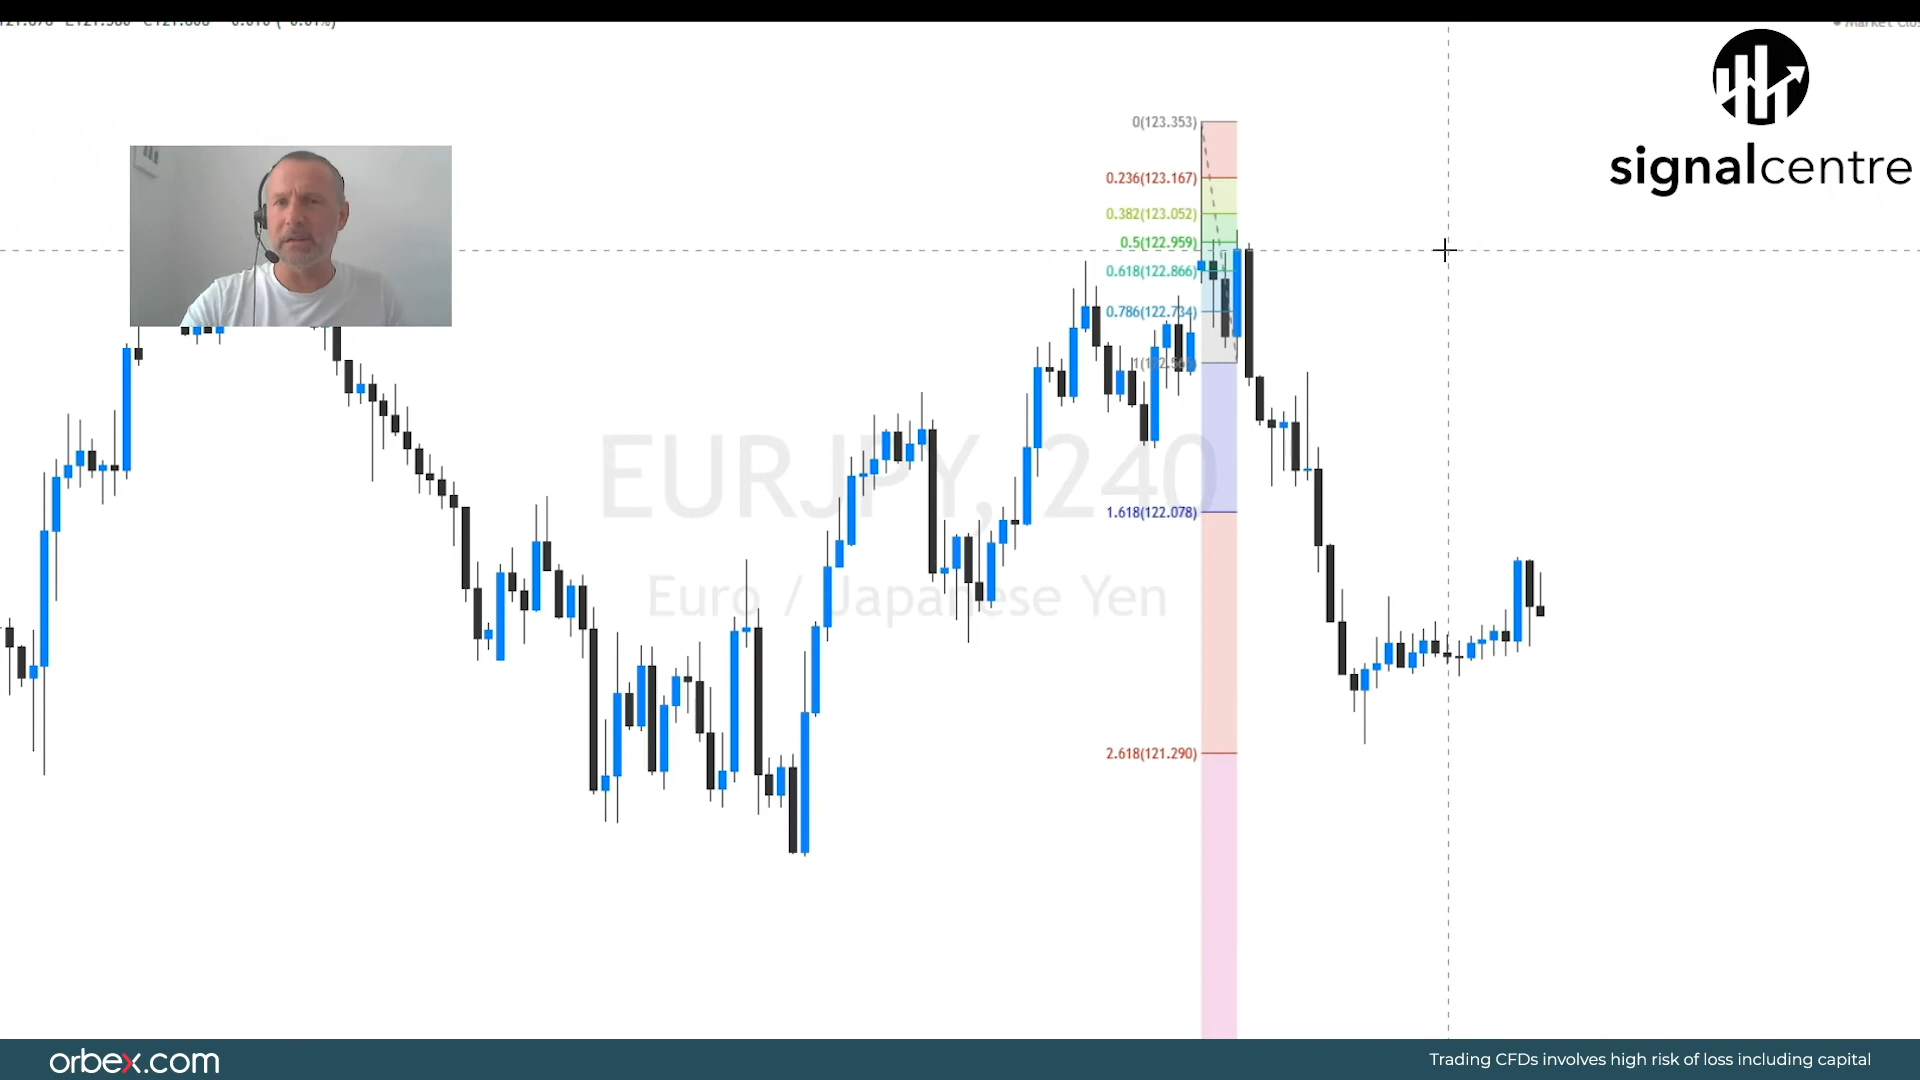 signalcentre
0(123.353)
0.236(123.167)
0.382(123.052)
0.5(122.959)
0.618(122.866)
0.786(122.734)
EURJPY, 240
1.618(122.078)
Euro / Japanese Yen
2.618(121.290)
orbex.com
Trading CFDs involves high risk of loss including capital